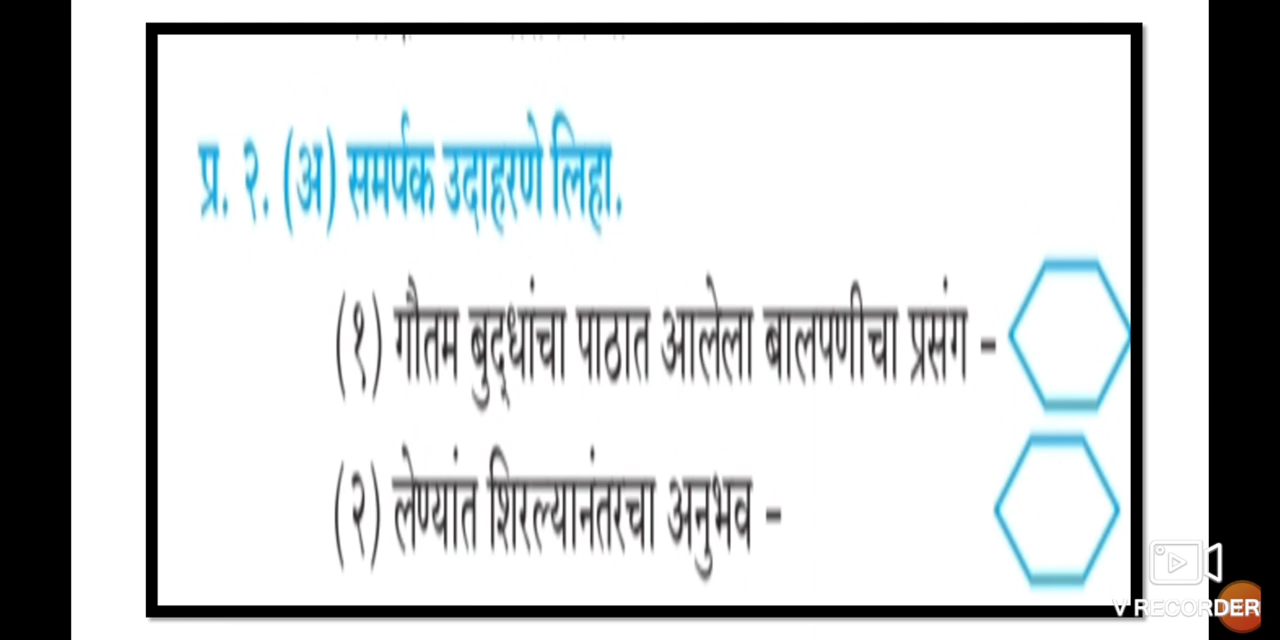 प्र. २. (अ) समर्पक उदाहरणे लिहा.
(१) गौतम बुद्धांचा पाठात आलेला बालपणीचा प्रसंग –
(२) लेण्यांत शिरल्यानंतरचा अनुभव –
V RECORDER